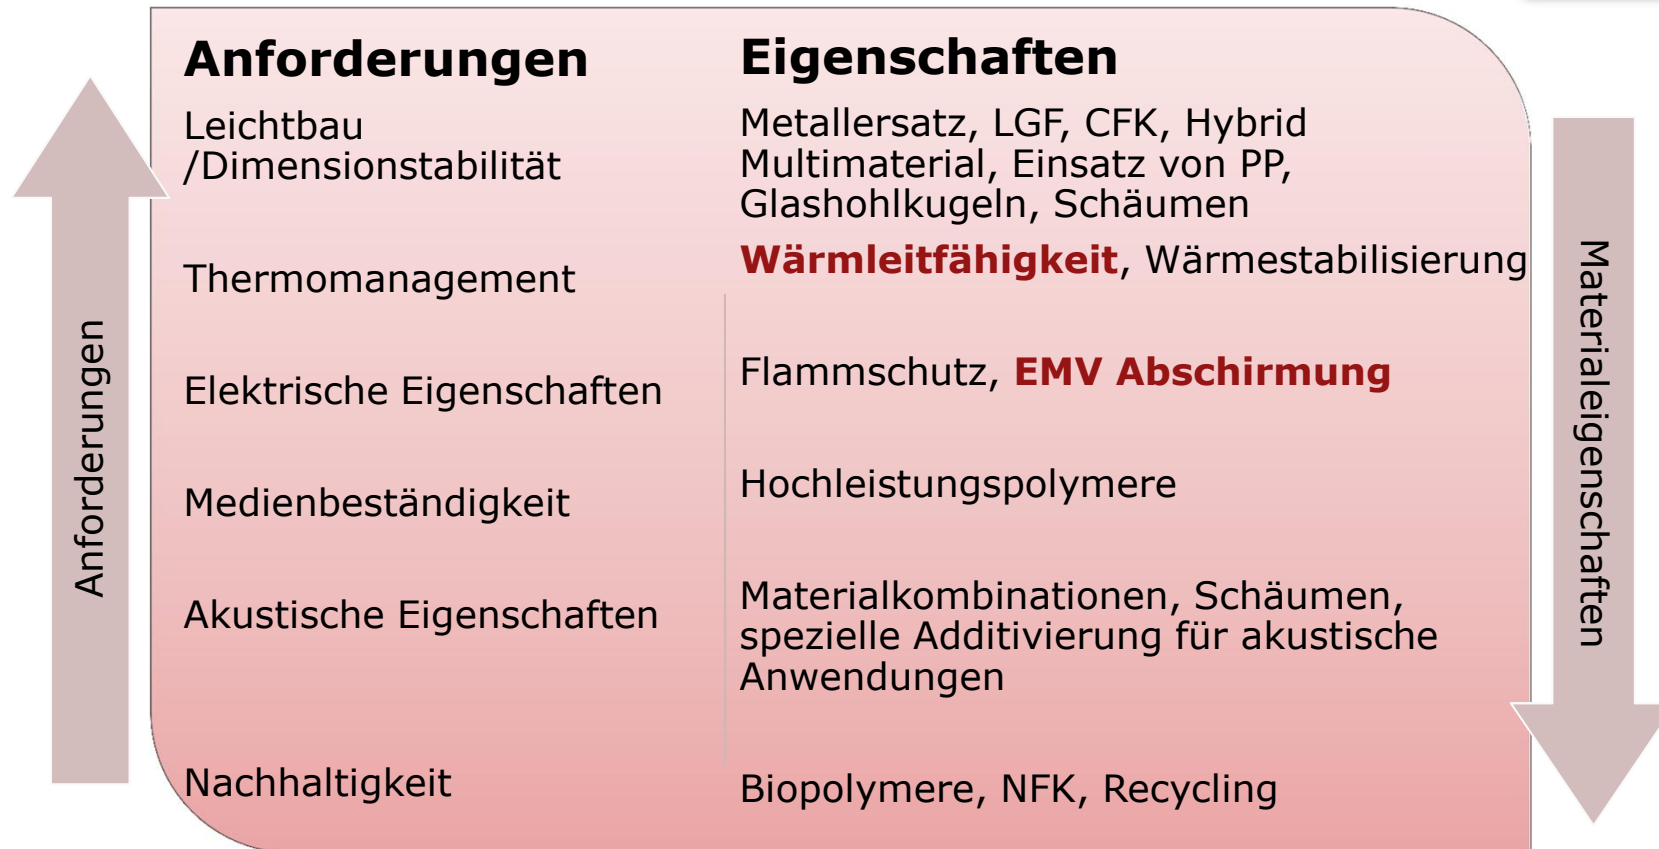 Anforderungen
Eigenschaften
Leichtbau
/Dimensionstabilität
Metallersatz, LGF, CFK, Hybrid
Multimaterial, Einsatz von PP,
Glashohlkugeln, Schäumen
Thermomanagement
Wärmleitfähigkeit, Wärmestabilisierung
Elektrische Eigenschaften
Flammschutz, EMV Abschirmung
Medienbeständigkeit
Hochleistungspolymere
Akustische Eigenschaften
Materialkombinationen, Schäumen,
spezielle Additivierung für akustische
Anwendungen
Nachhaltigkeit
Biopolymere, NFK, Recycling
Anforderungen
Materialeigenschaften